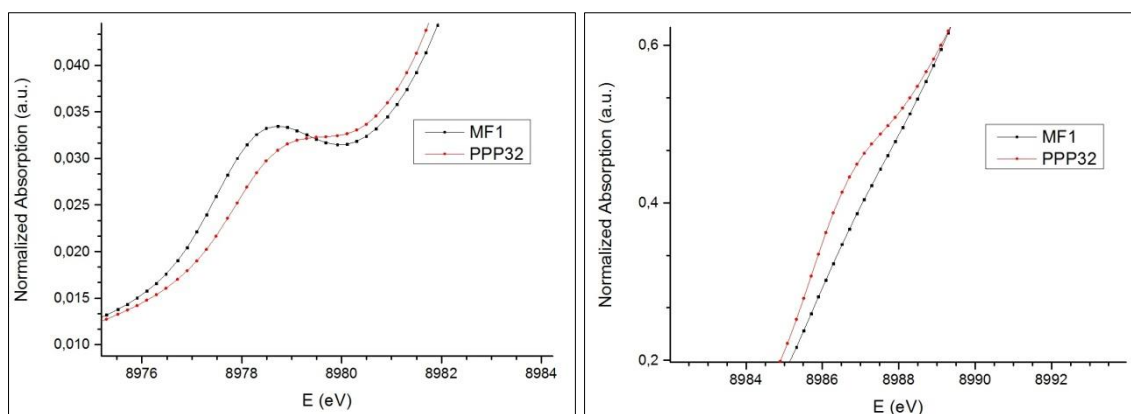 Normalized Absorption (a.u.)
0,040
0,035
0,030
0,025
0,020
0,015
0,010
MF1
PPP32
8976 8978 8980 8982 8984
E (eV)
Normalized Absorption (a.u.)
0,6
0,4
0,2
MF1
PPP32
8984 8986 8988 8990 8992
E (eV)